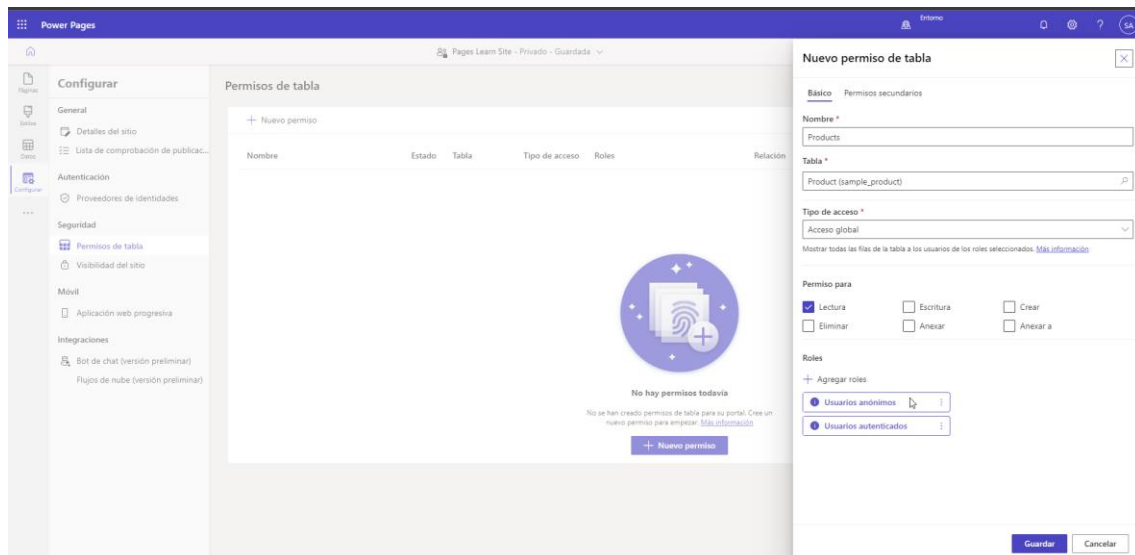 Power Pages
Entorno
SA
Pages Learn Site - Privado - Guardada
Páginas
Estilos
Datos
Configurar
Configurar
General
Detalles del sitio
Lista de comprobación de publicac...
Autenticación
Proveedores de identidades
Seguridad
Permisos de tabla
Visibilidad del sitio
Móvil
Aplicación web progresiva
Integraciones
Bot de chat (versión preliminar)
Flujos de nube (versión preliminar)
Permisos de tabla
+ Nuevo permiso
Nombre Estado Tabla Tipo de acceso Roles Relación
No hay permisos todavía
No se han creado permisos de tabla para su portal. Cree un
nuevo permiso para empezar. Más información
+ Nuevo permiso
Nuevo permiso de tabla
Básico Permisos secundarios
Nombre *
Products
Tabla *
Product (sample_product)
Tipo de acceso *
Acceso global
Mostrar todas las filas de la tabla a los usuarios de los roles seleccionados. Más información
Permiso para
Lectura Escritura Crear
Eliminar Anexar Anexar a
Roles
+ Agregar roles
Usuarios anónimos
Usuarios autenticados
Guardar Cancelar